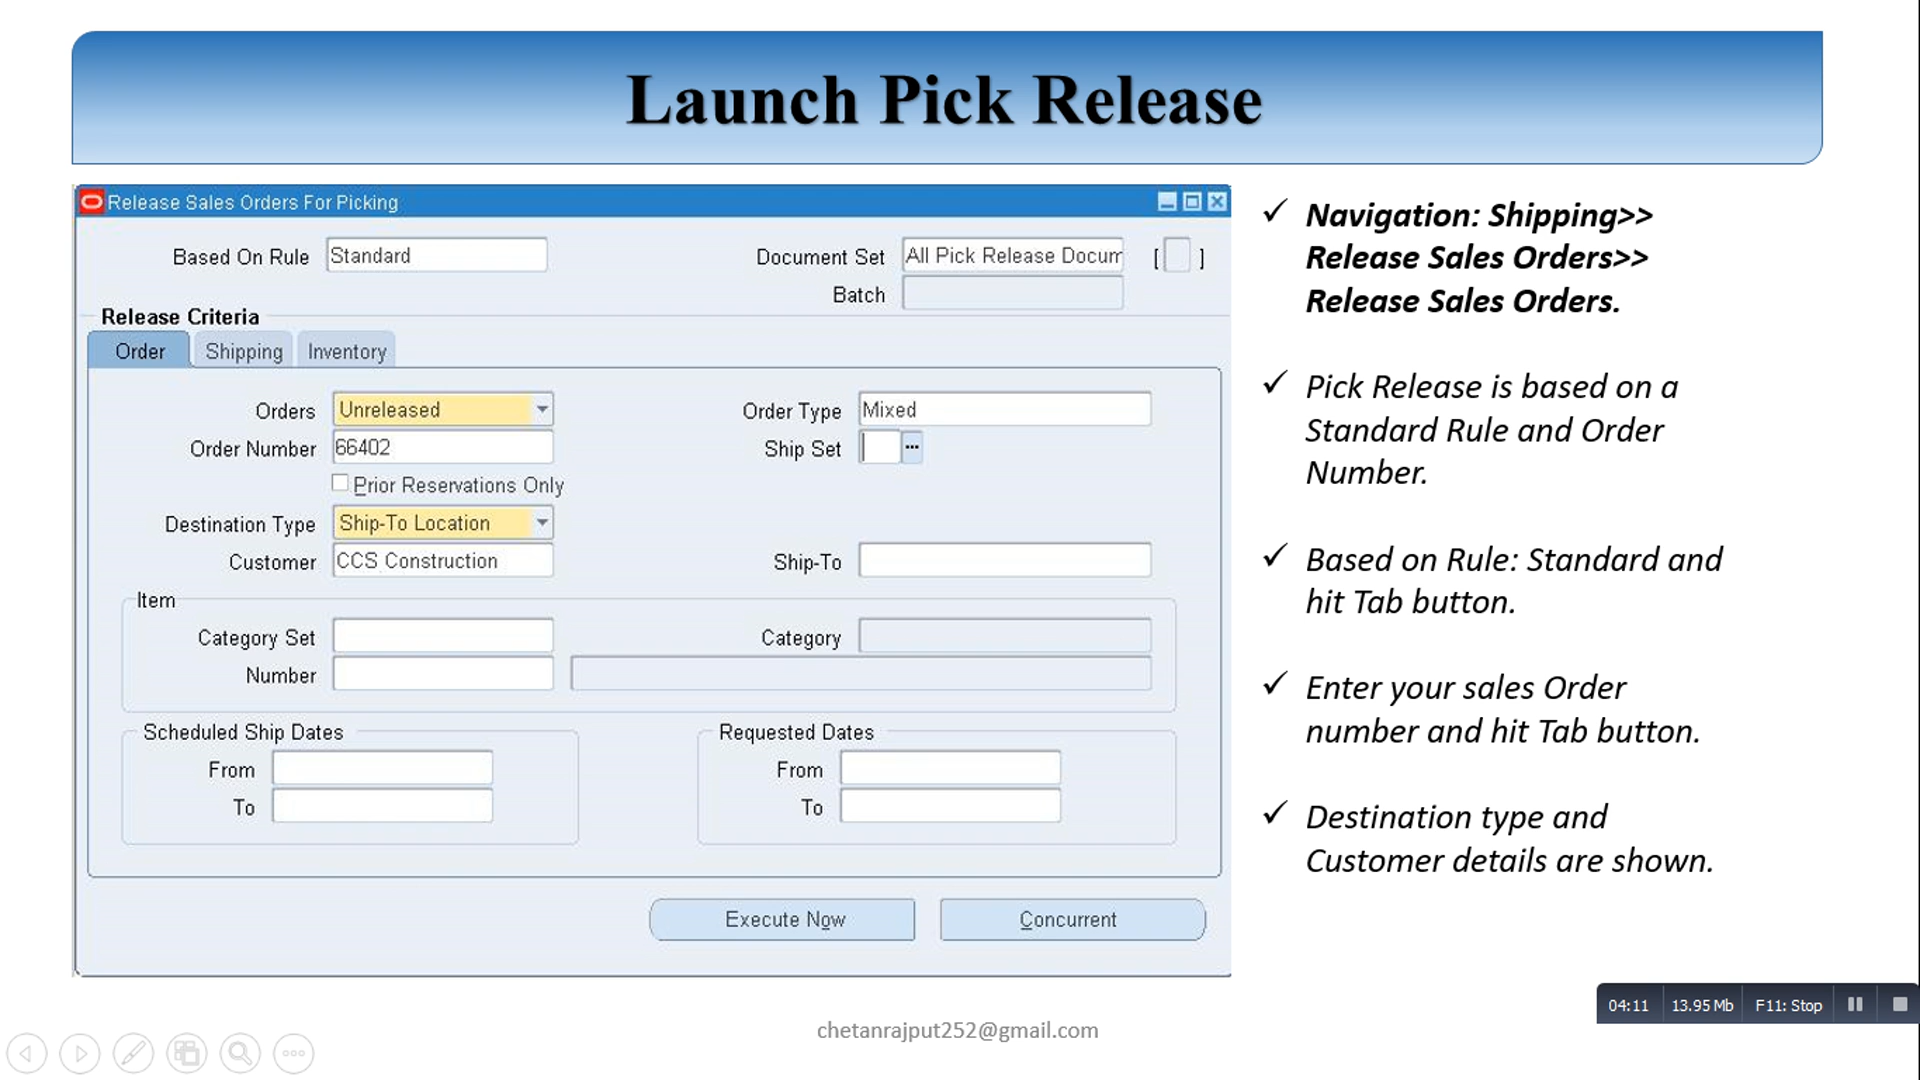 Launch Pick Release
Release Sales Orders For Picking
Based On Rule Standard Document Set All Pick Release Docum [ ]
Batch
Release Criteria
Order Shipping Inventory
Orders Unreleased Order Type Mixed
Order Number 66402 Ship Set ...
Prior Reservations Only
Destination Type Ship-To Location
Customer CCS Construction Ship-To
Item
Category Set Category
Number
Scheduled Ship Dates Requested Dates
From From
To To
Execute Now Concurrent
✓ Navigation: Shipping>>
Release Sales Orders>>
Release Sales Orders.
✓ Pick Release is based on a
Standard Rule and Order
Number.
✓ Based on Rule: Standard and
hit Tab button.
✓ Enter your sales Order
number and hit Tab button.
✓ Destination type and
Customer details are shown.
04:11 13.95 Mb F11: Stop
chetanrajput252@gmail.com